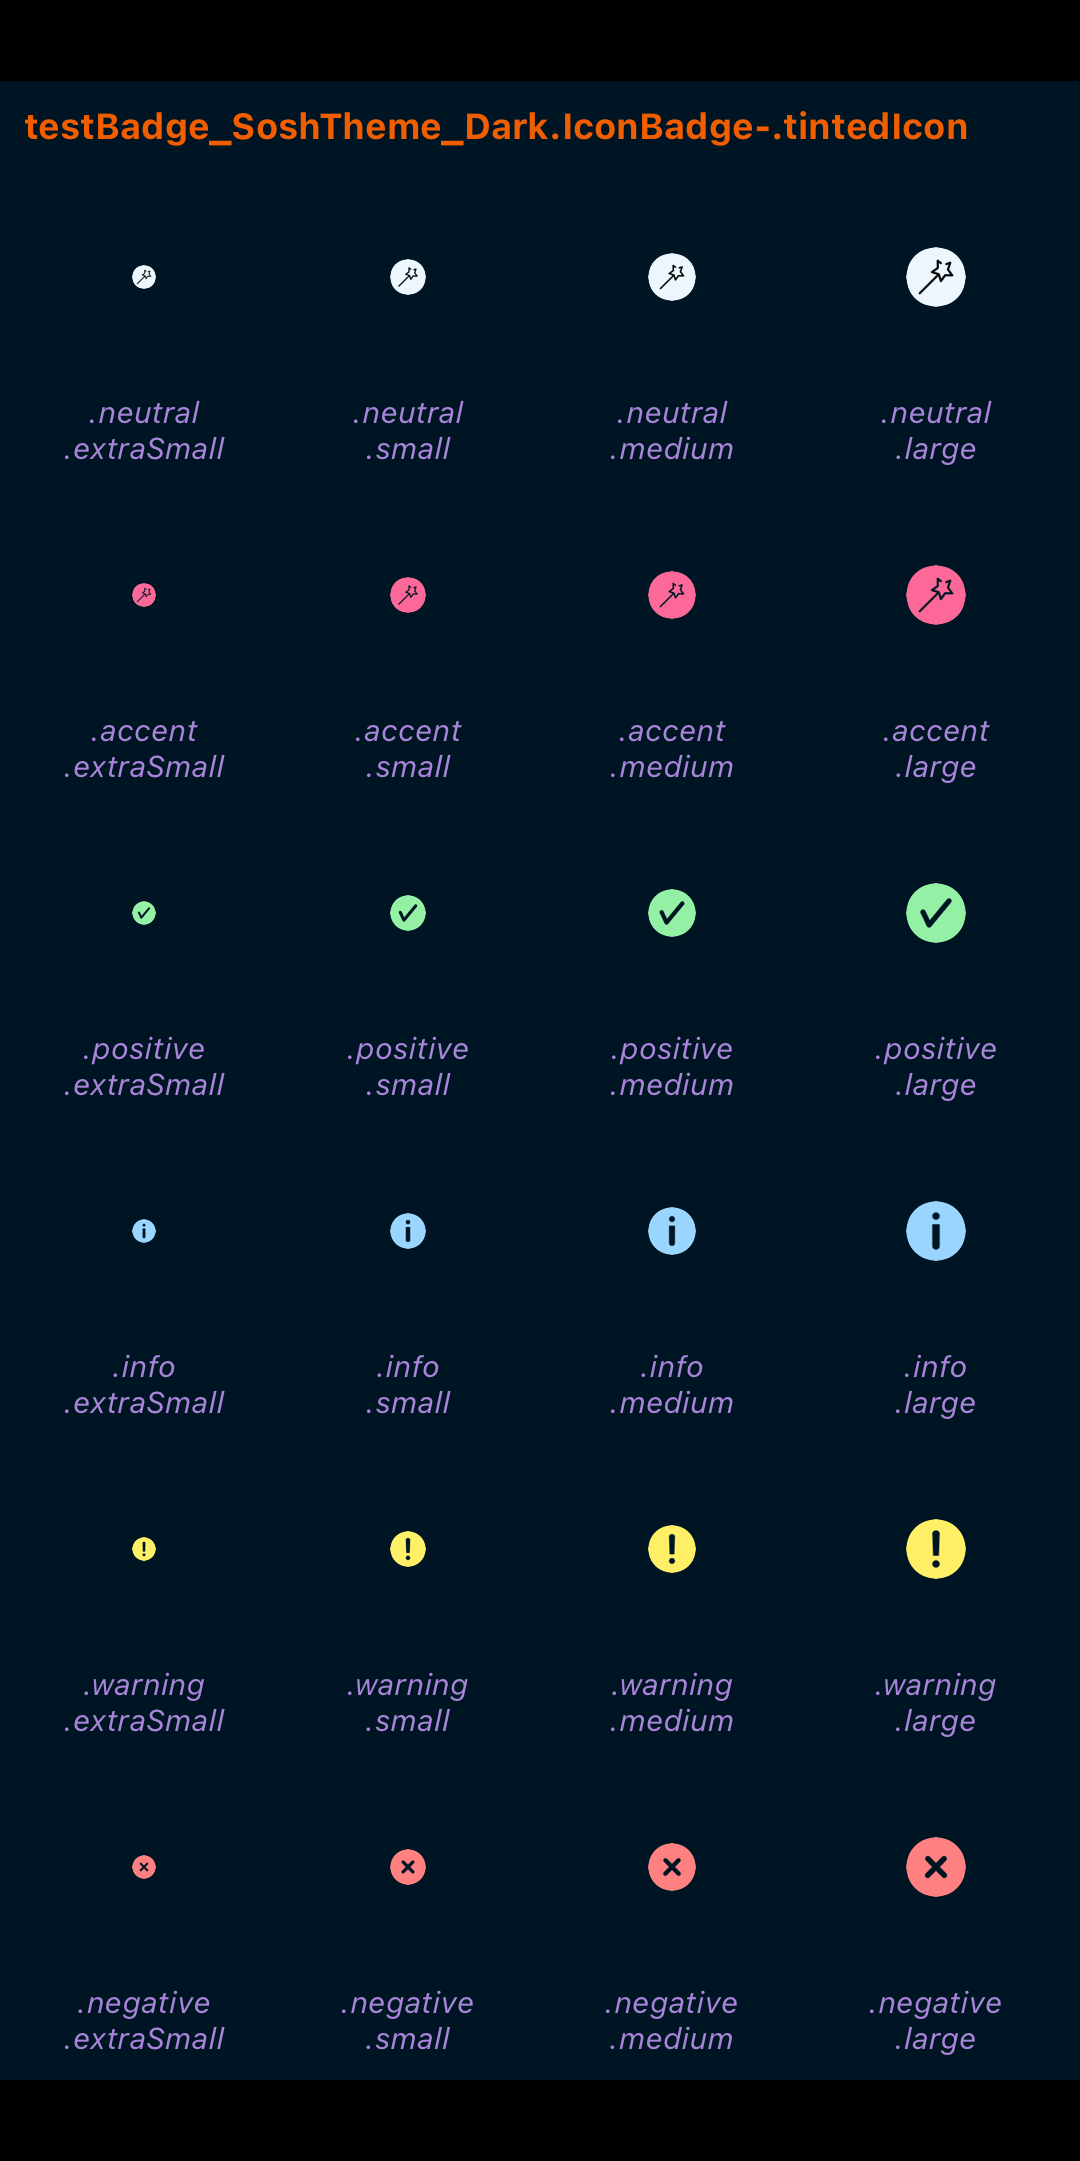 testBadge_SoshTheme_Dark.IconBadge-.tintedIcon
.neutral .neutral .neutral .neutral
.extraSmall .small .medium .large
.accent .accent .accent .accent
.extraSmall .small .medium .large
.positive .positive .positive .positive
.extraSmall .small .medium .large
.info .info .info .info
.extraSmall .small .medium .large
.warning .warning .warning .warning
.extraSmall .small .medium .large
.negative .negative .negative .negative
.extraSmall .small .medium .large